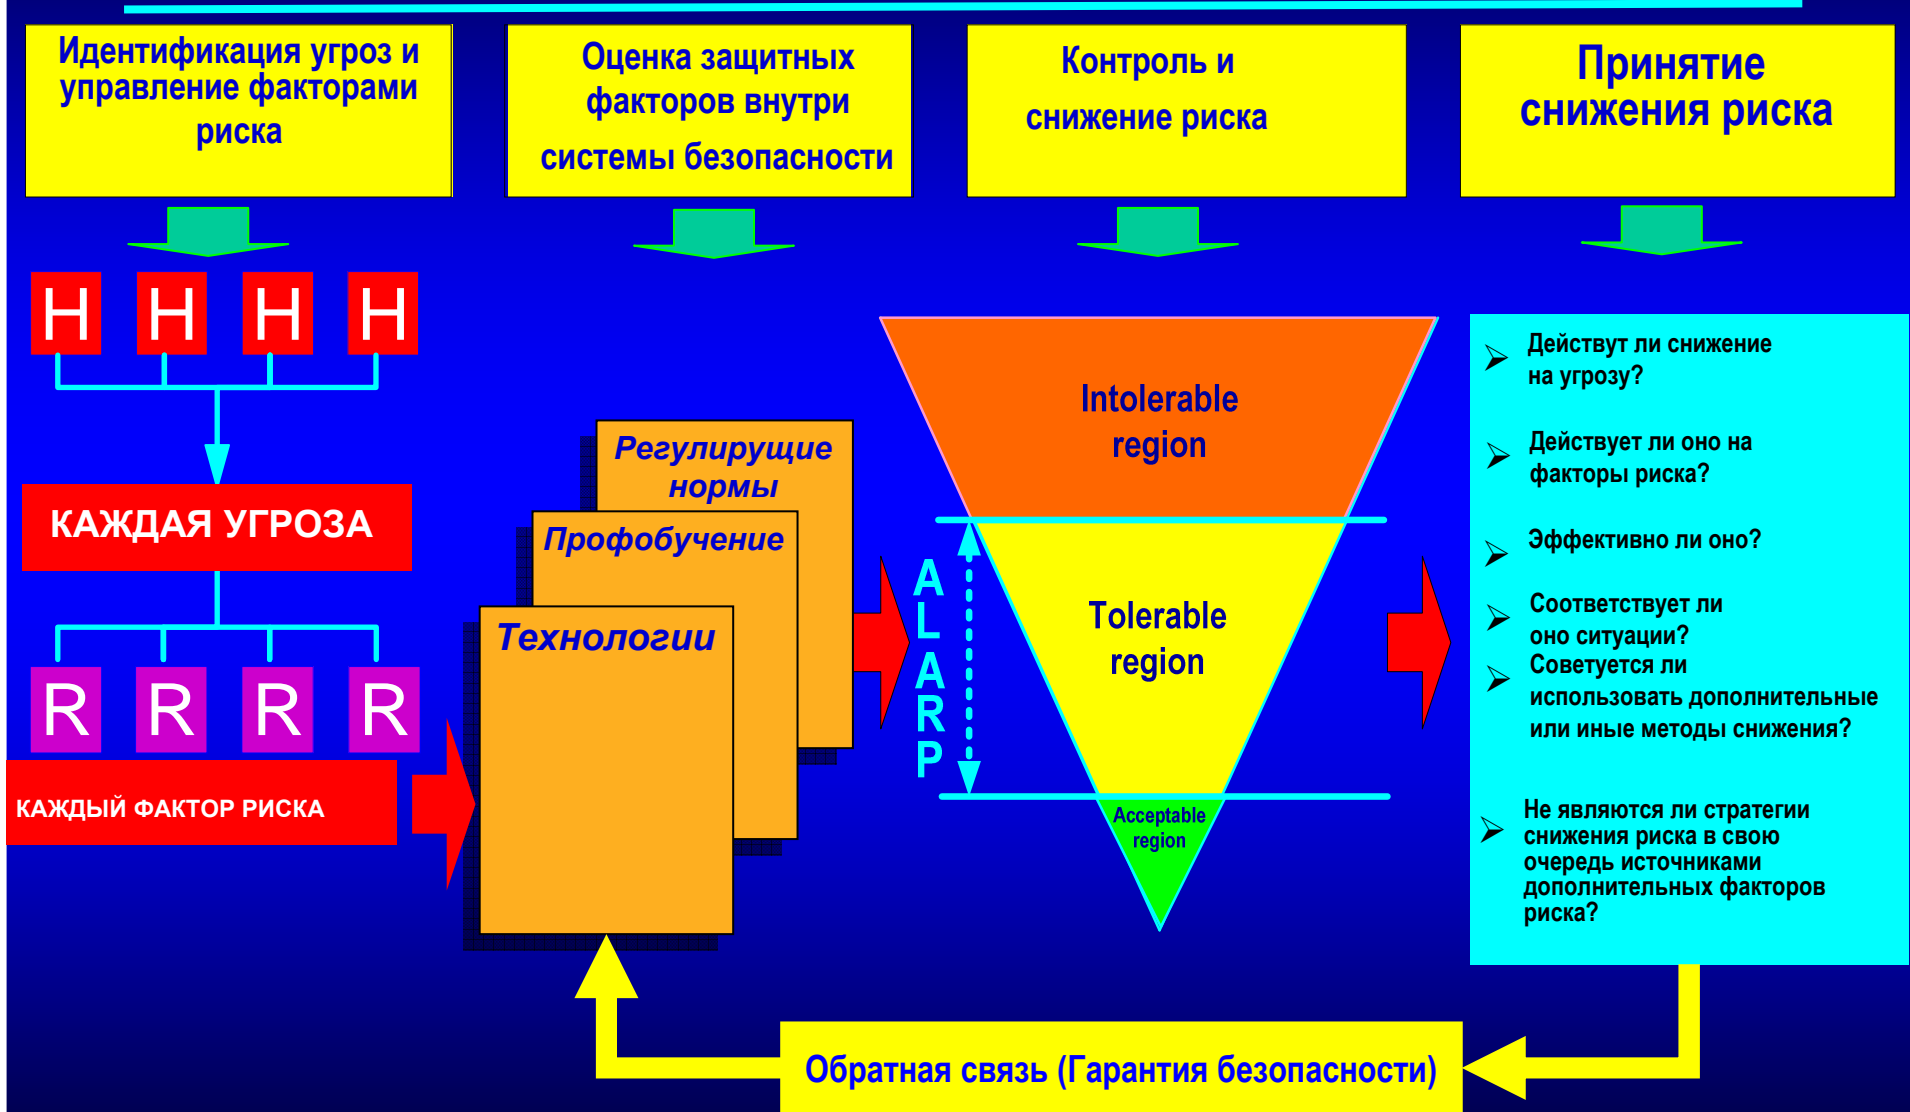 Идентификация угроз и
управление факторами
риска
Оценка защитных
факторов внутри
системы безопасности
Контроль и
снижение риска
Принятие
снижения риска
H H H H
КАЖДАЯ УГРОЗА
R R R R
КАЖДЫЙ ФАКТОР РИСКА
Регулирущие
нормы
Профобучение
Технологии
A
L
A
R
P
Intolerable
region
Tolerable
region
Acceptable
region
Действут ли снижение
на угрозу?
Действует ли оно на
факторы риска?
Эффективно ли оно?
Соответствует ли
оно ситуации?
Советуется ли
использовать дополнительные
или иные методы снижения?
Не являются ли стратегии
снижения риска в свою
очередь источниками
дополнительных факторов
риска?
Обратная связь (Гарантия безопасности)